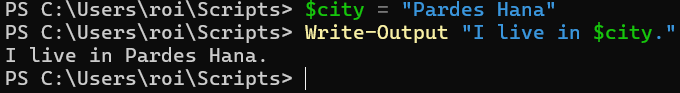 PS C:\Users\roi\Scripts> $city = "Pardes Hana"
PS C:\Users\roi\Scripts> Write-Output "I live in $city."
I live in Pardes Hana.
PS C:\Users\roi\Scripts>